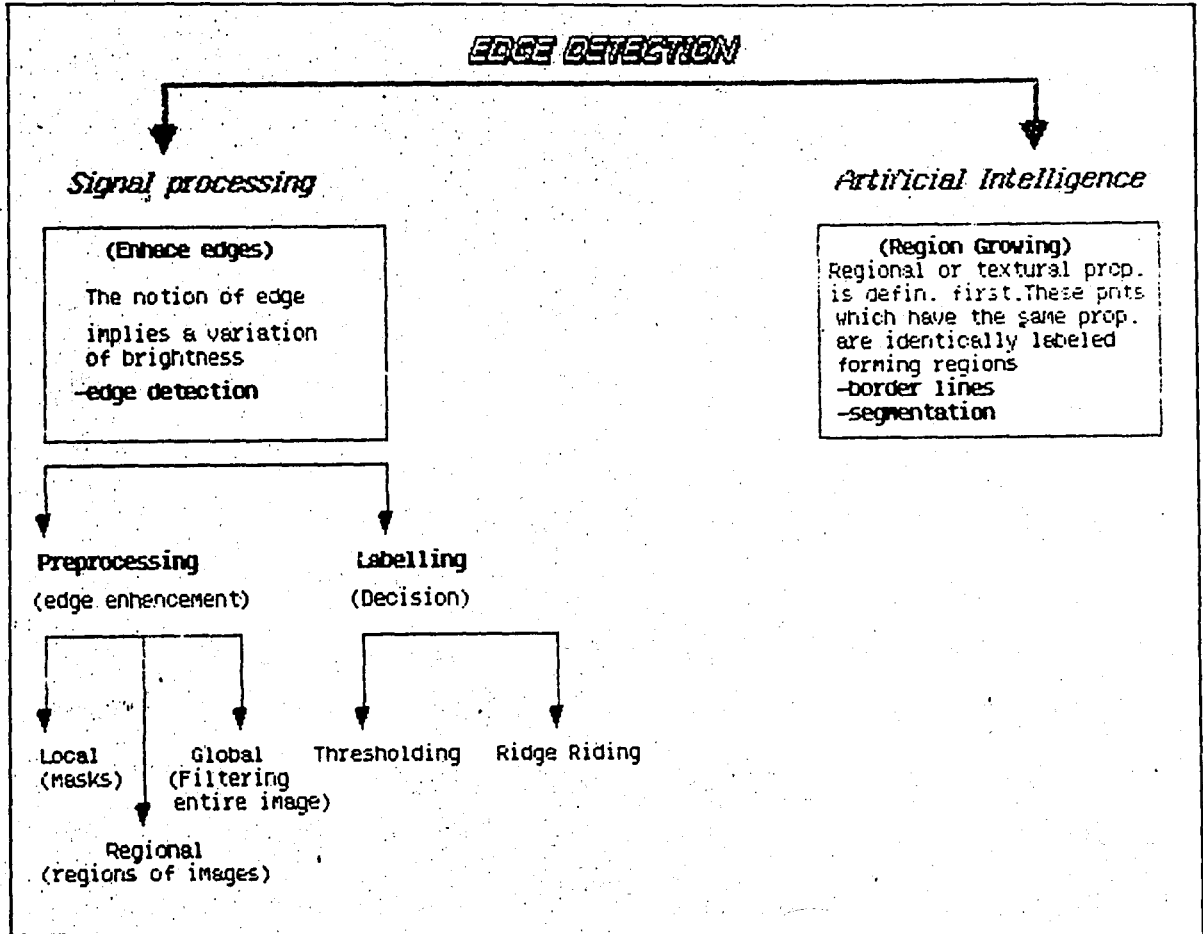 EDGE DETECTION
Signal processing
(Enhace edges)
The notion of edge
implies a variation
of brightness
-edge detection
Artificial Intelligence
(Region Growing)
Regional or textural prop.
is defin. first.These pnts
which have the same prop.
are identically labeled
forming regions
-border lines
-segmentation
Preprocessing
(edge enhencement)
Labelling
(Decision)
Local
(masks)
Global
(Filtering
entire image)
Regional
(regions of images)
Thresholding
Ridge Riding